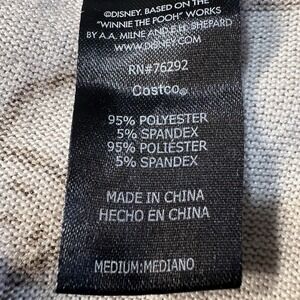 ©DISNEY, BASED ON THE
"WINNIE THE POOH" WORKS
BY A.A. MILNE AND E.H. SHEPARD
WWW.DISNEY.COM
RN#76292
Costco®
95% POLYESTER
5% SPANDEX
95% POLIÉSTER
5% SPANDEX
MADE IN CHINA
HECHO EN CHINA
MEDIUM:MEDIANO